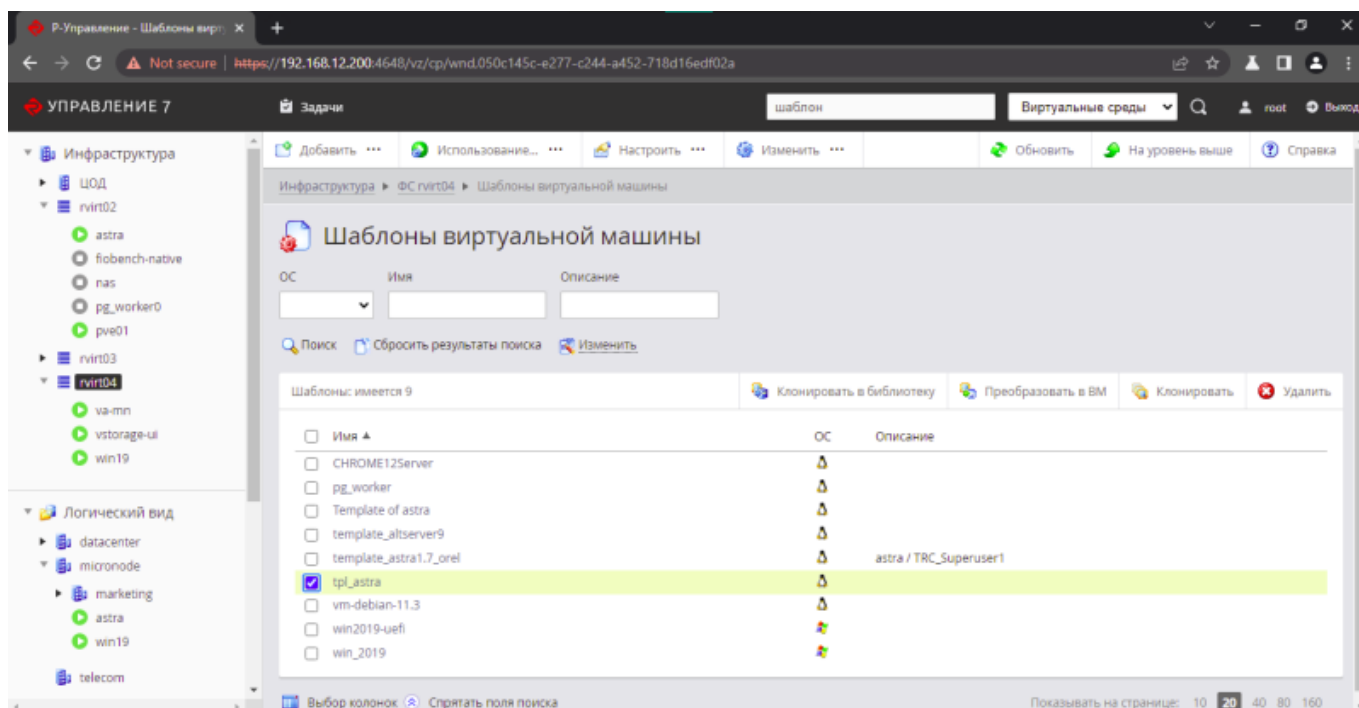 Р-Управление - Шаблоны вирт
Not secure | https://192.168.12.200:4648/vz/cp/wnd.050c145c-e277-c244-a452-718d16edf02a
УПРАВЛЕНИЕ 7 Задачи шаблон Виртуальные среды root Выход
Инфраструктура
ЦОД
rvirt02
astra
fiobench-native
nas
pg_worker0
pve01
rvirt03
rvirt04
va-mn
vstorage-ui
win19
Логический вид
datacenter
micronode
marketing
astra
win19
telecom
Добавить ••• Использование... ••• Настроить ••• Изменить ••• Обновить На уровень выше Справка
Инфраструктура ▸ ФС rvirt04 ▸ Шаблоны виртуальной машины
Шаблоны виртуальной машины
ОС Имя Описание
Поиск Сбросить результаты поиска Изменить
Шаблоны: имеется 9 Клонировать в библиотеку Преобразовать в ВМ Клонировать Удалить
Имя ОС Описание
CHROME12Server
pg_worker
Template of astra
template_altserver9
template_astra1.7_orel astra / TRC_Superuser1
tpl_astra
vm-debian-11.3
win2019-uefi
win_2019
Выбор колонок Спрятать поля поиска Показывать на странице: 10 20 40 80 160